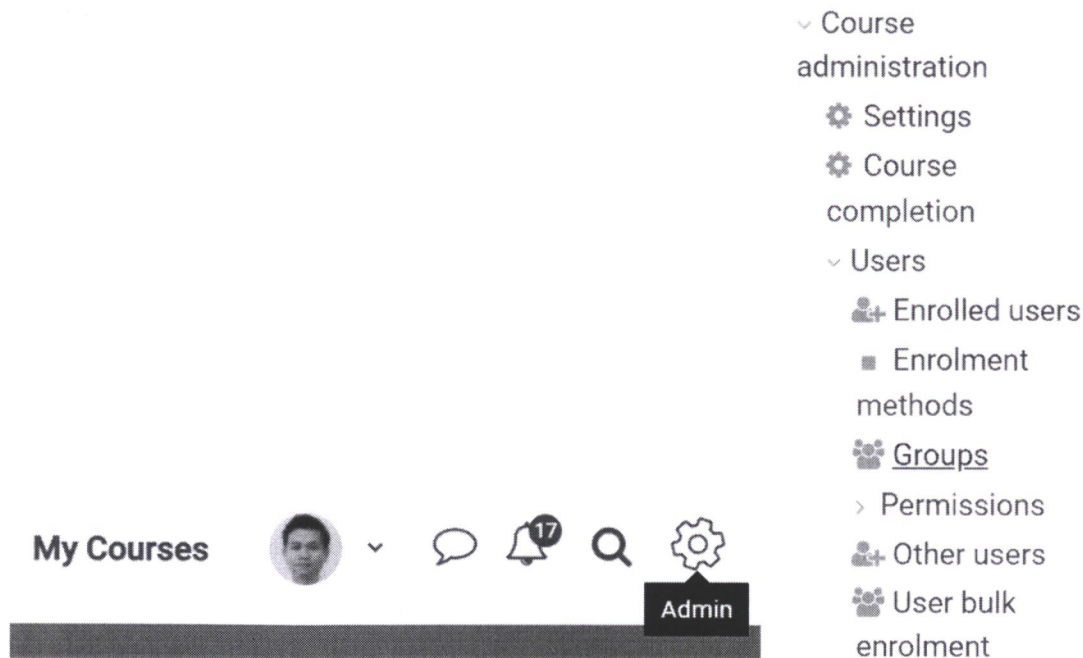 My Courses
17
Admin
Course
administration
Settings
Course
completion
Users
Enrolled users
Enrolment
methods
Groups
Permissions
Other users
User bulk
enrolment